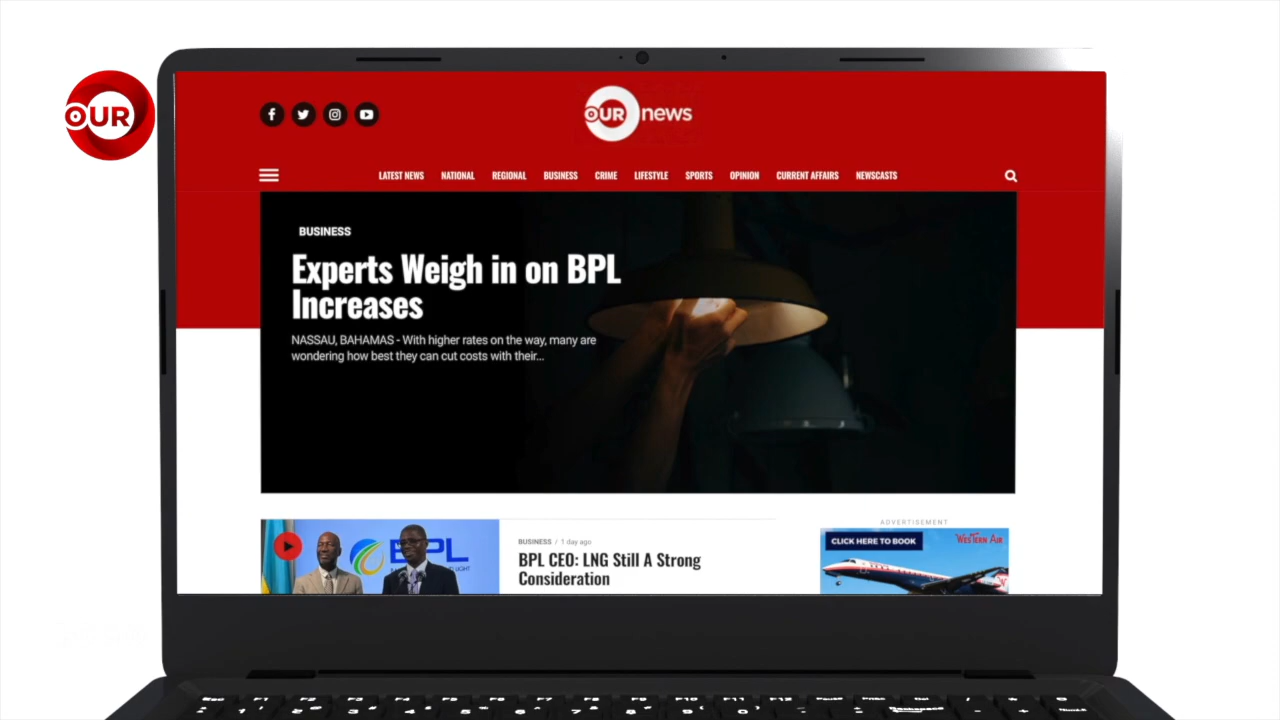 OUR
OUR news
LATEST NEWS NATIONAL REGIONAL BUSINESS CRIME LIFESTYLE SPORTS OPINION CURRENT AFFAIRS NEWSCASTS
BUSINESS
Experts Weigh in on BPL
Increases
NASSAU, BAHAMAS - With higher rates on the way, many are
wondering how best they can cut costs with their...
BPL
BUSINESS / 1 day ago
BPL CEO: LNG Still A Strong
Consideration
ADVERTISEMENT
CLICK HERE TO BOOK
WESTERN AIR